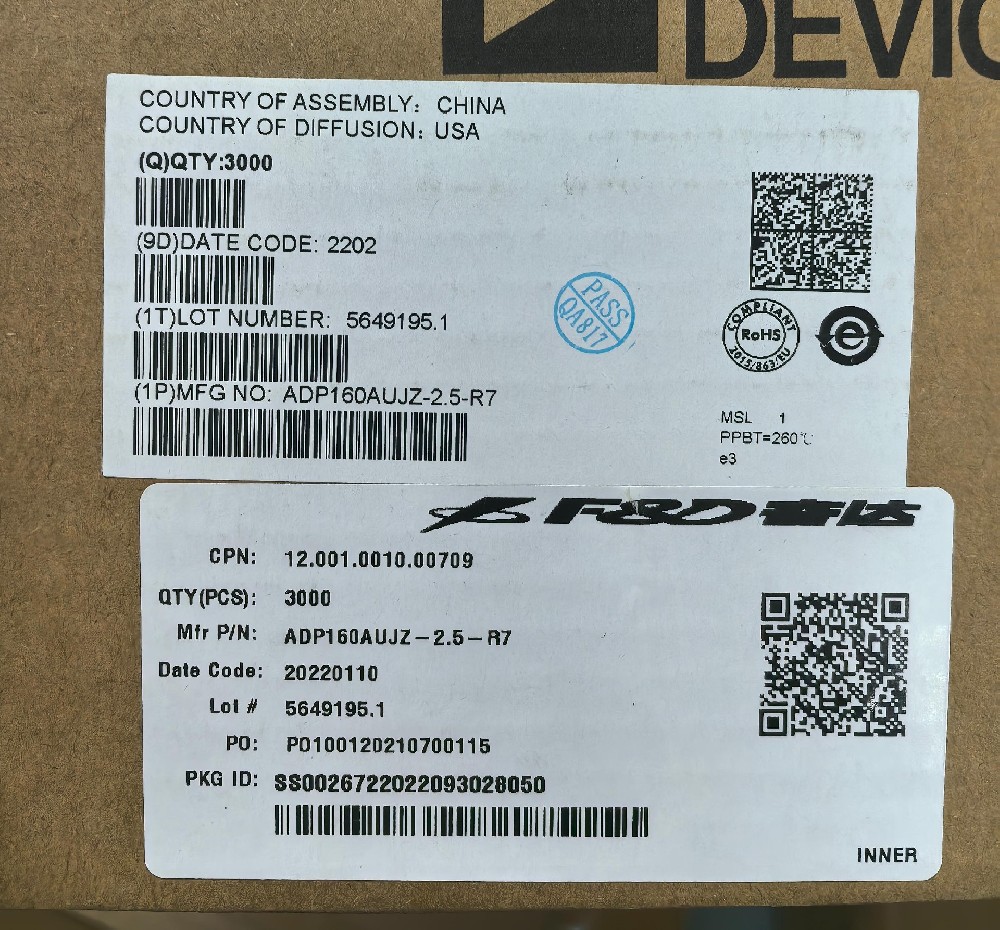 DEVIC
COUNTRY OF ASSEMBLY: CHINA
COUNTRY OF DIFFUSION: USA
(Q)QTY:3000
(9D)DATE CODE: 2202
(1T)LOT NUMBER: 5649195.1
(1P)MFG NO: ADP160AUJZ-2.5-R7
PASS
QA817
COMPLIANT
RoHS
2015/863/EU
e
MSL 1
PPBT=260℃
e3
F&D 奇达
CPN: 12.001.0010.00709
QTY(PCS): 3000
Mfr P/N: ADP160AUJZ-2.5-R7
Date Code: 20220110
Lot # 5649195.1
PO: P0100120210700115
PKG ID: SS0026722022093028050
INNER